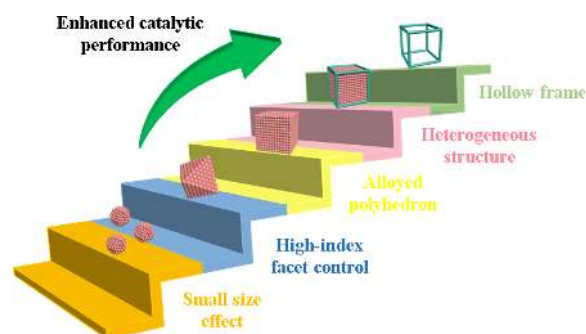 Enhanced catalytic
performance
Hollow frame
Heterogeneous
structure
Alloyed
polyhedron
High-index
facet control
Small size
effect